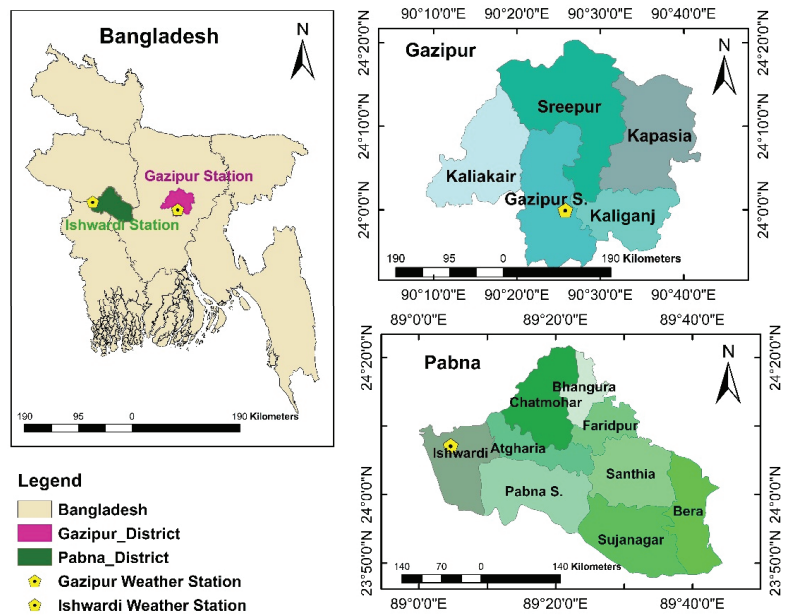 Bangladesh
N
Gazipur Station
Ishwardi Station
190 95 0 190 Kilometers
Legend
Bangladesh
Gazipur_District
Pabna_District
Gazipur Weather Station
Ishwardi Weather Station
90°10'0"E 90°20'0"E 90°30'0"E 90°40'0"E
Gazipur
N
24°20'0"N
24°10'0"N
24°0'0"N
24°20'0"N
24°10'0"N
24°0'0"N
Sreepur
Kapasia
Kaliakair
Gazipur S.
Kaliganj
190 95 0 190 Kilometers
90°10'0"E 90°20'0"E 90°30'0"E 90°40'0"E
89°0'0"E 89°20'0"E 89°40'0"E
Pabna
N
24°20'0"N
24°0'0"N
23°50'0"N
24°20'0"N
24°0'0"N
23°50'0"N
Bhangura
Chatmohar
Faridpur
Ishwardi
Atgharia
Santhia
Pabna S.
Bera
Sujanagar
140 70 0 140 Kilometers
89°0'0"E 89°20'0"E 89°40'0"E